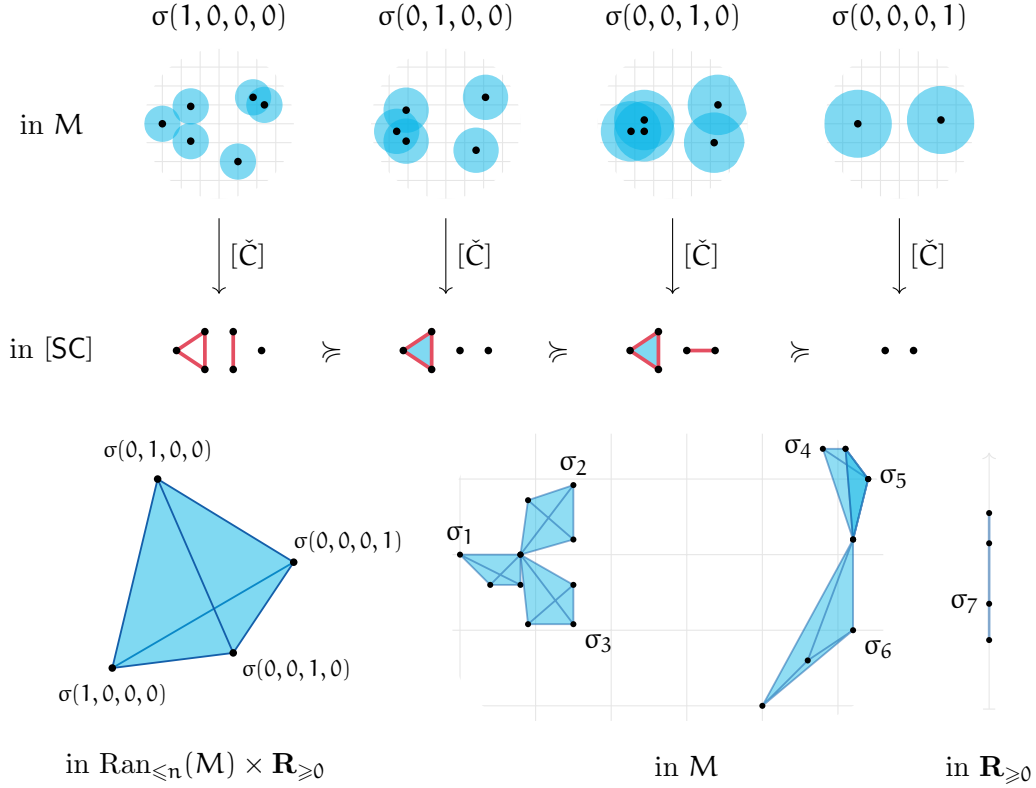 σ(1, 0, 0, 0) σ(0, 1, 0, 0) σ(0, 0, 1, 0) σ(0, 0, 0, 1)
in M
[Č] [Č] [Č] [Č]
in [SC] ≽ ≽ ≽
σ(0, 1, 0, 0)
σ(0, 0, 0, 1)
σ(0, 0, 1, 0)
σ(1, 0, 0, 0)
σ₁
σ₂
σ₃
σ₄
σ₅
σ₆
σ₇
in Ran⩽n(M) × R⩾0 in M in R⩾0